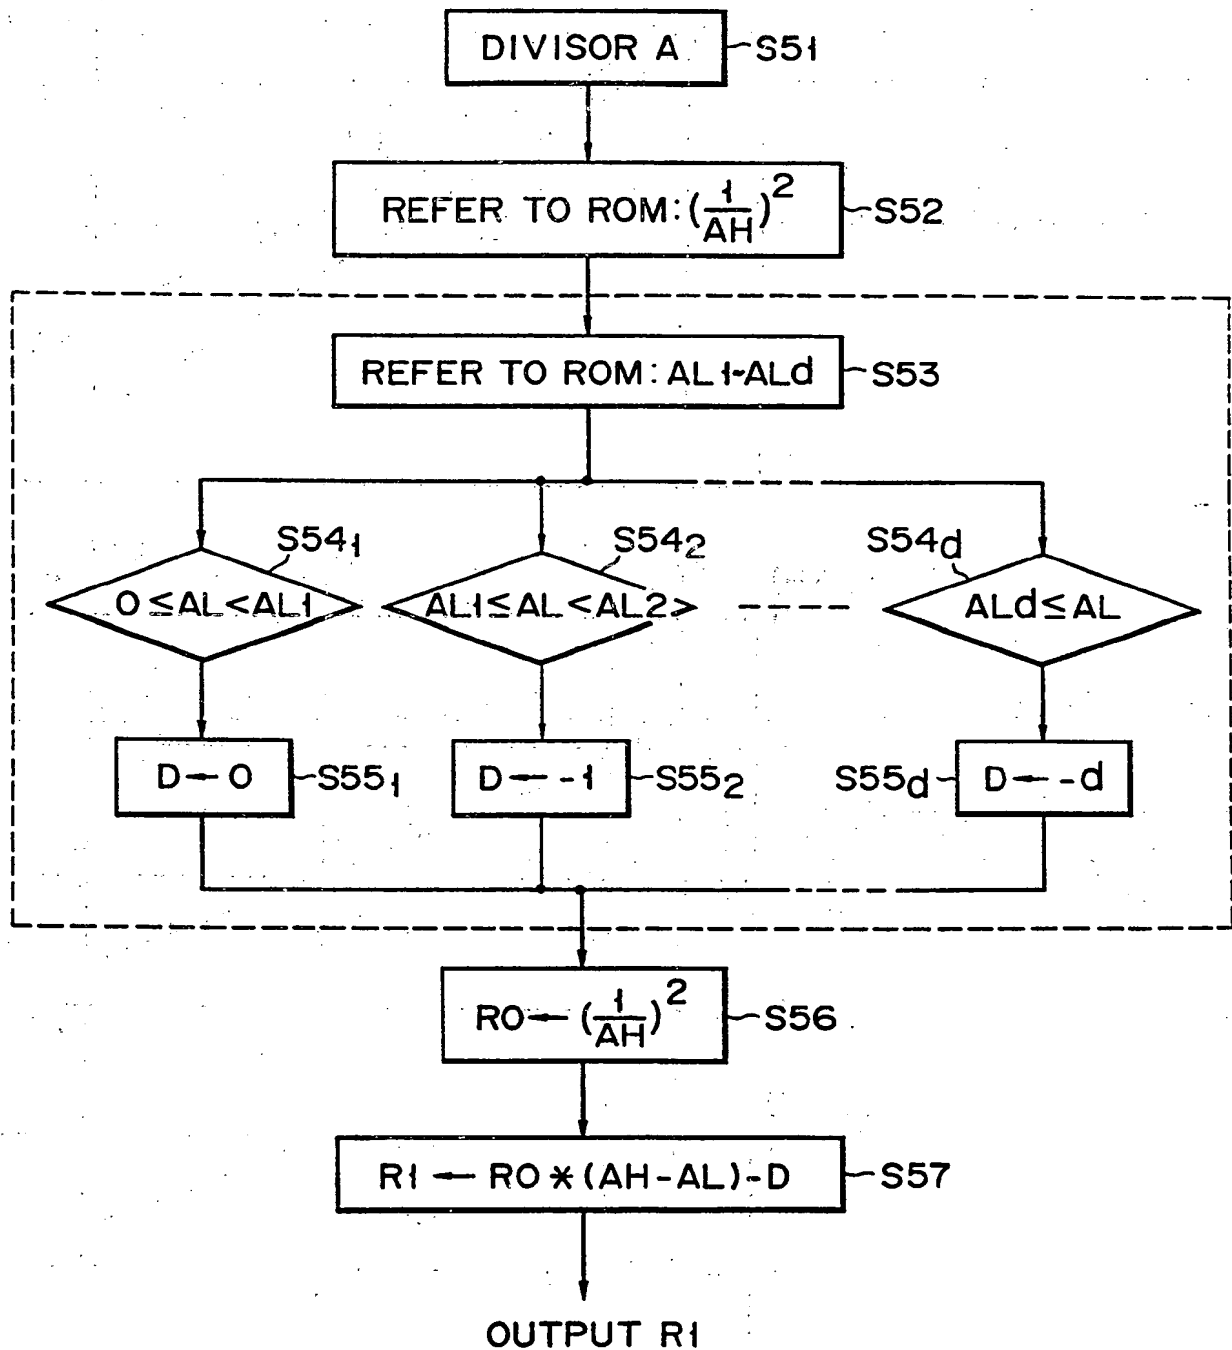 DIVISOR A S51
REFER TO ROM: (1/AH)² S52
REFER TO ROM: AL1~ALd S53
S54₁ S54₂ S54d
0≤AL<AL1 AL1≤AL<AL2 ALd≤AL
D←0 S55₁ D←-1 S55₂ S55d D←-d
R0←(1/AH)² S56
R1←R0*(AH-AL)-D S57
OUTPUT R1